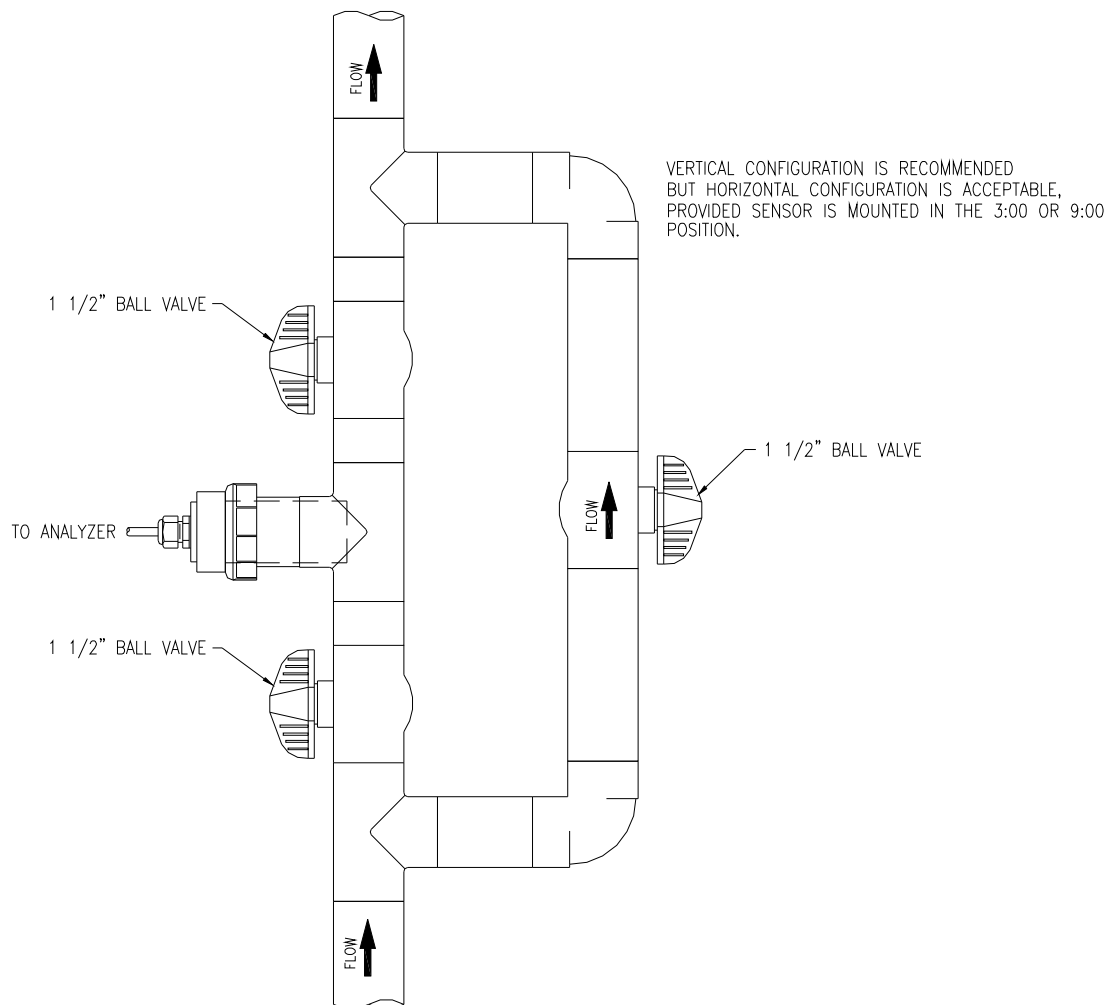 FLOW
VERTICAL CONFIGURATION IS RECOMMENDED
BUT HORIZONTAL CONFIGURATION IS ACCEPTABLE,
PROVIDED SENSOR IS MOUNTED IN THE 3:00 OR 9:00
POSITION.
1 1/2" BALL VALVE
1 1/2" BALL VALVE
FLOW
TO ANALYZER
1 1/2" BALL VALVE
FLOW